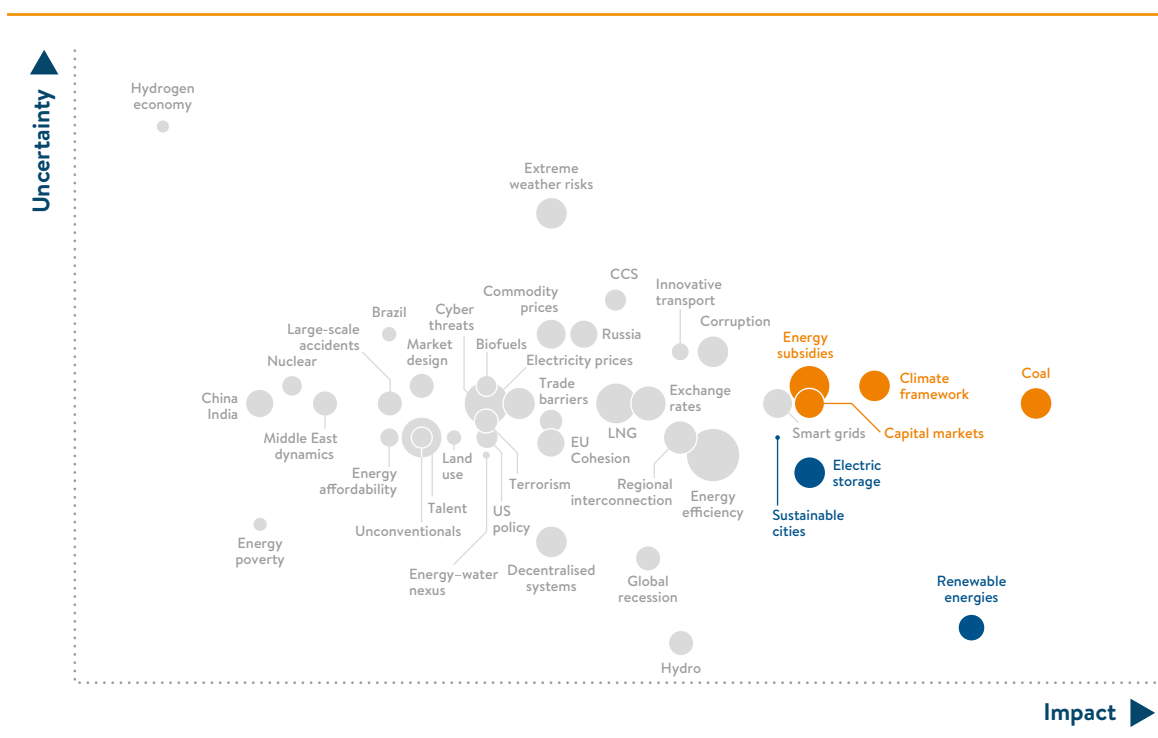 Uncertainty
Hydrogen
economy
Extreme
weather risks
CCS
Innovative
transport
Commodity
prices
Brazil
Cyber
threats
Corruption
Large-scale
accidents
Russia
Energy
subsidies
Market
design
Biofuels
Electricity prices
Nuclear
Coal
Climate
framework
Trade
barriers
Exchange
rates
China
India
LNG
Smart grids
Capital markets
Middle East
dynamics
EU
Cohesion
Land
use
Electric
storage
Energy
affordability
Terrorism
Regional
interconnection
Energy
efficiency
Talent
US
policy
Sustainable
cities
Unconventionals
Energy
poverty
Energy–water
nexus
Decentralised
systems
Global
recession
Renewable
energies
Hydro
Impact